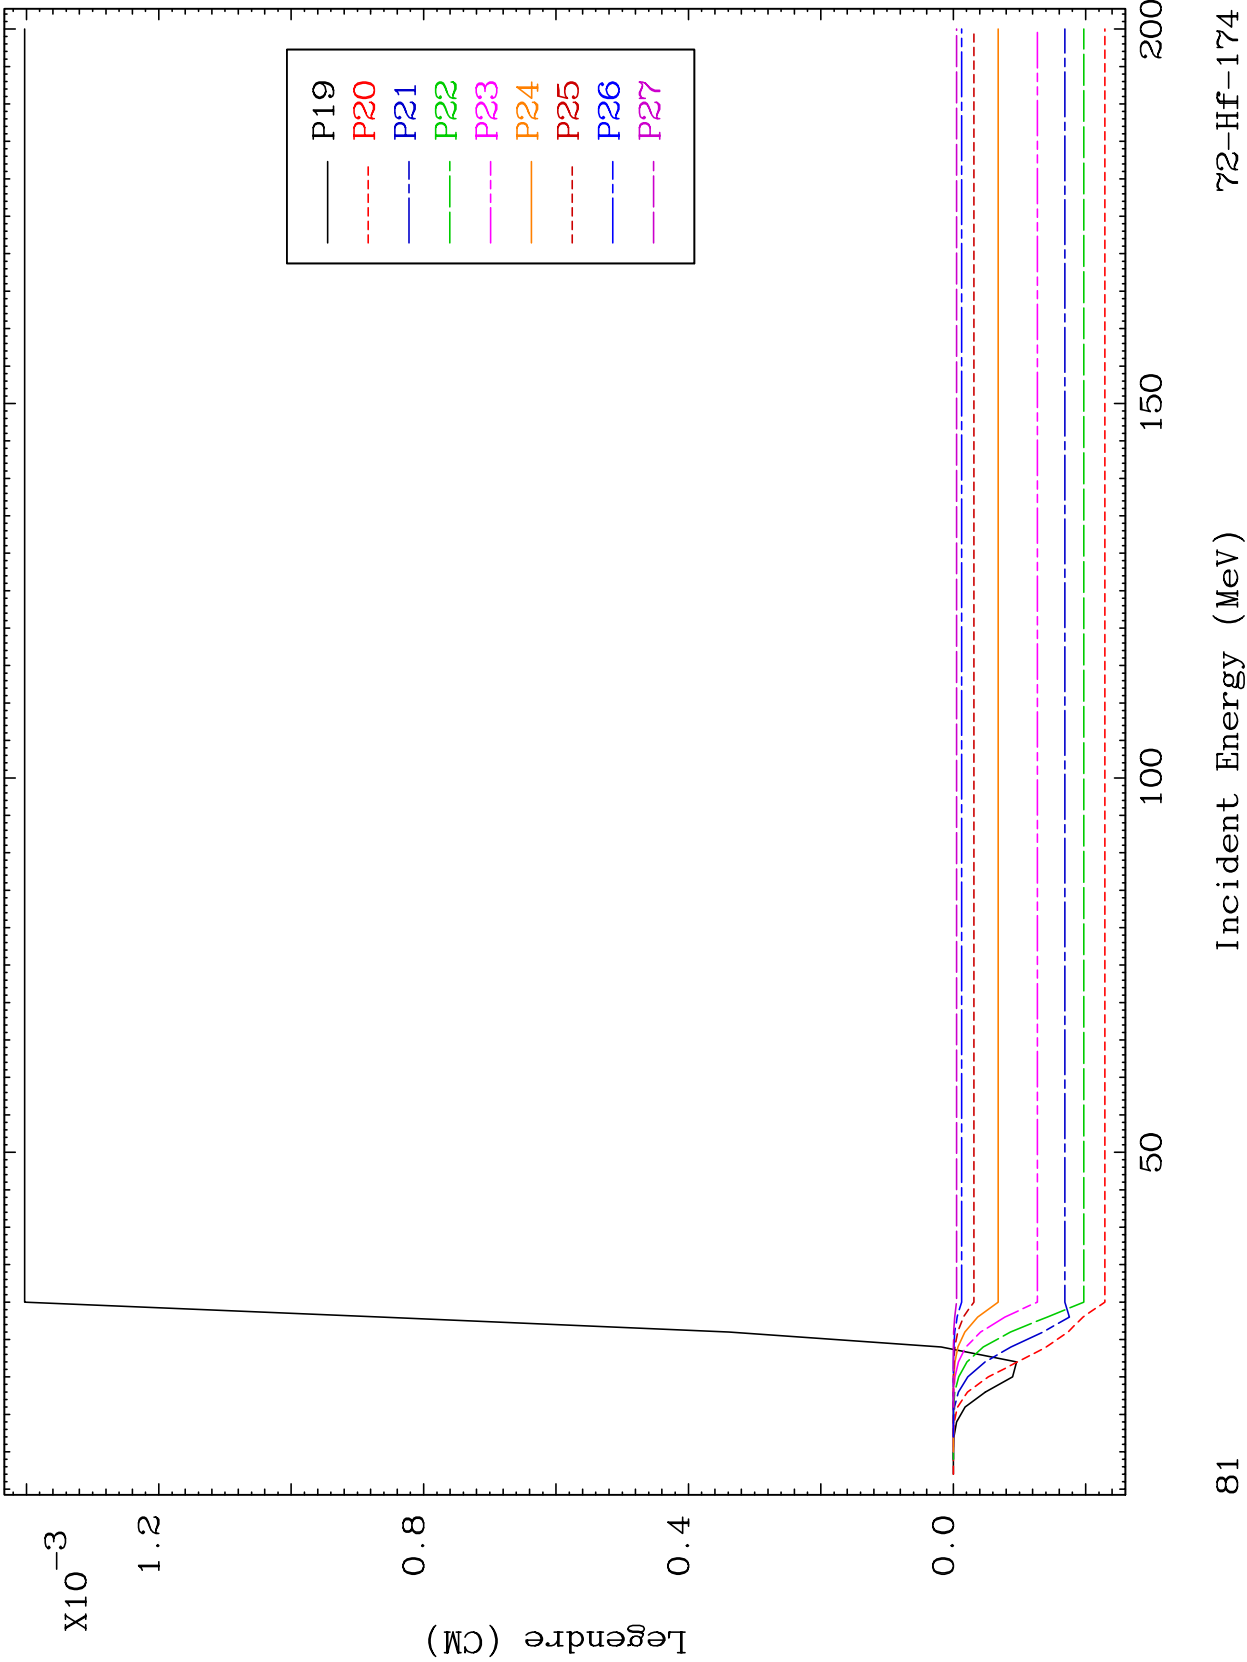 X10-3
1.2
0.8
0.4
0.0
Legendre (CM)
P19
P20
P21
P22
P23
P24
P25
P26
P27
50
100
150
200
81
Incident Energy (MeV)
72-Hf-174